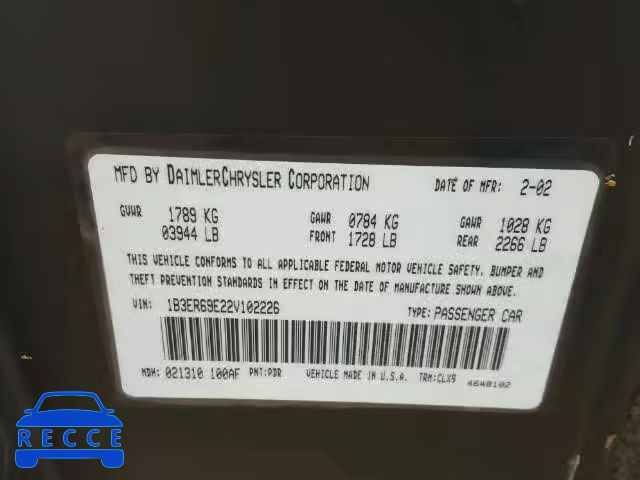 MFD BY DAIMLERCHRYSLER CORPORATION DATE OF MFR: 2-02
GVWR 1789 KG GAWR 0784 KG GAWR 1028 KG
03944 LB FRONT 1728 LB REAR 2266 LB
THIS VEHICLE CONFORMS TO ALL APPLICABLE FEDERAL MOTOR VEHICLE SAFETY, BUMPER AND
THEFT PREVENTION STANDARDS IN EFFECT ON THE DATE OF MANUFACTURE SHOWN ABOVE.
VIN: 1B3ER69E22V102226 TYPE: PASSENGER CAR
MDH: 021310 100AF PNT:PDR VEHICLE MADE IN U.S.A. TRM:CLX9 4648102
RECCE